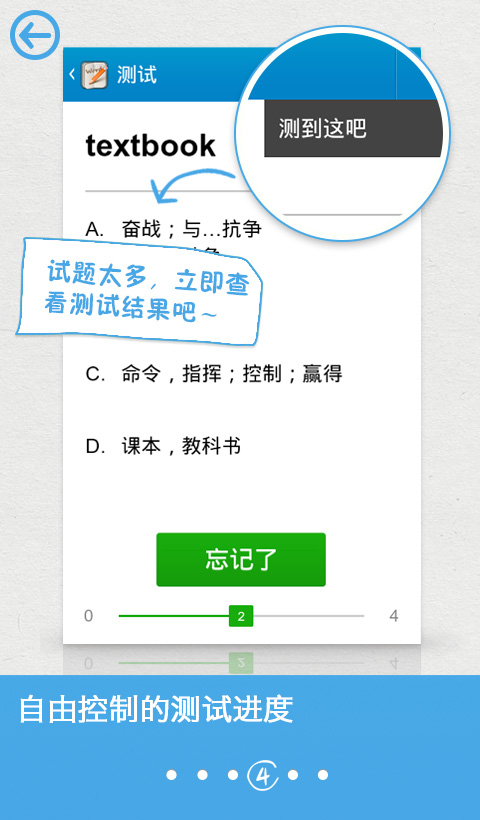 测试
测到这吧
textbook
A. 奋战；与...抗争
试题太多，立即查
看测试结果吧~
C. 命令，指挥；控制；赢得
D. 课本，教科书
忘记了
0 2 4
自由控制的测试进度
4